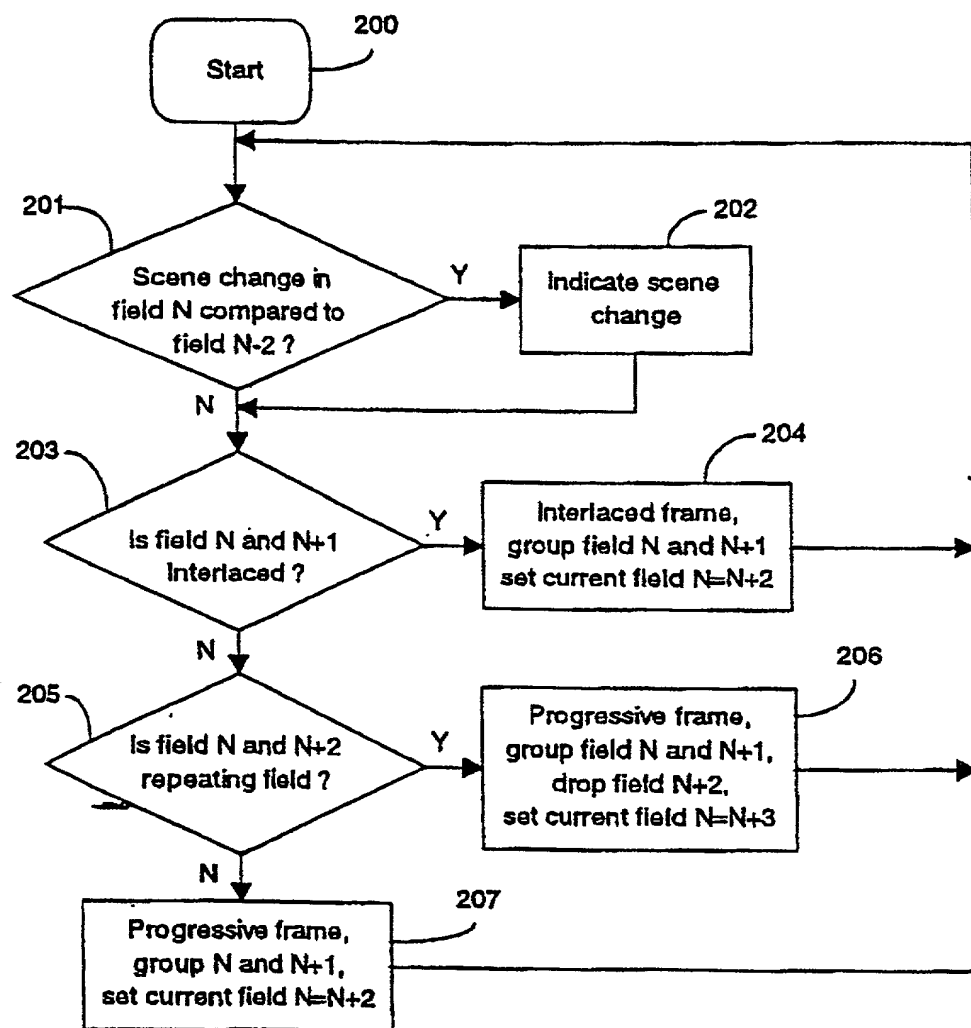 200
Start
201
202
Scene change in
field N compared to
field N-2 ?
Y
Indicate scene
change
N
203
204
Is field N and N+1
Interlaced ?
Y
Interlaced frame,
group field N and N+1
set current field N=N+2
N
205
206
Is field N and N+2
repeating field ?
Y
Progressive frame,
group field N and N+1,
drop field N+2,
set current field N=N+3
N
207
Progressive frame,
group N and N+1,
set current field N=N+2